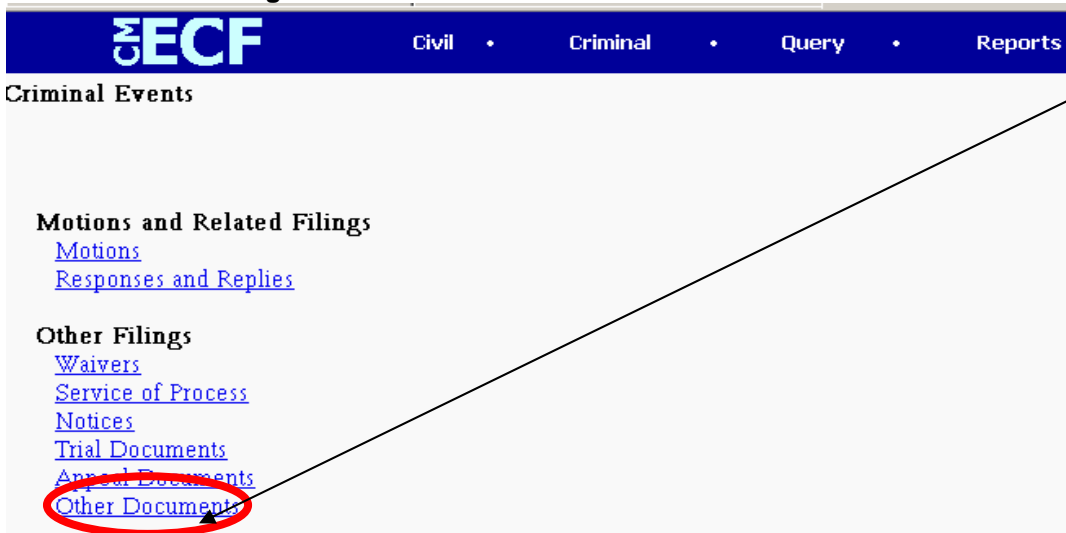 CM ECF Civil • Criminal • Query • Reports
Criminal Events
Motions and Related Filings
Motions
Responses and Replies
Other Filings
Waivers
Service of Process
Notices
Trial Documents
Appeal Documents
Other Documents